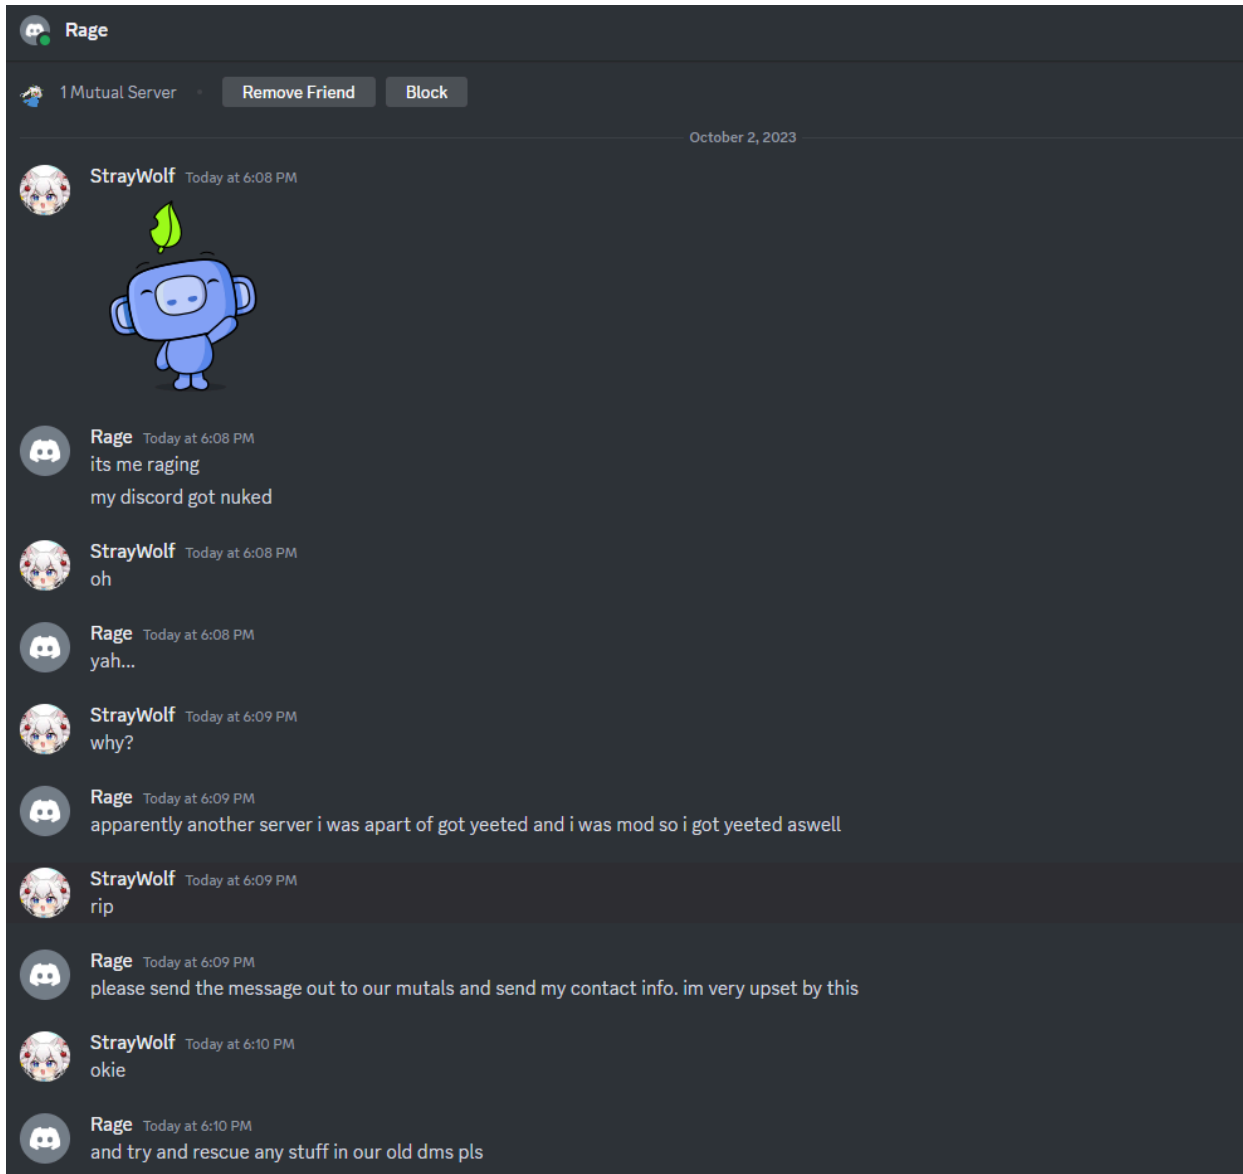 Rage
1 Mutual Server Remove Friend Block
October 2, 2023
StrayWolf Today at 6:08 PM
Rage Today at 6:08 PM
its me raging
my discord got nuked
StrayWolf Today at 6:08 PM
oh
Rage Today at 6:08 PM
yah...
StrayWolf Today at 6:09 PM
why?
Rage Today at 6:09 PM
apparently another server i was apart of got yeeted and i was mod so i got yeeted aswell
StrayWolf Today at 6:09 PM
rip
Rage Today at 6:09 PM
please send the message out to our mutals and send my contact info. im very upset by this
StrayWolf Today at 6:10 PM
okie
Rage Today at 6:10 PM
and try and rescue any stuff in our old dms pls